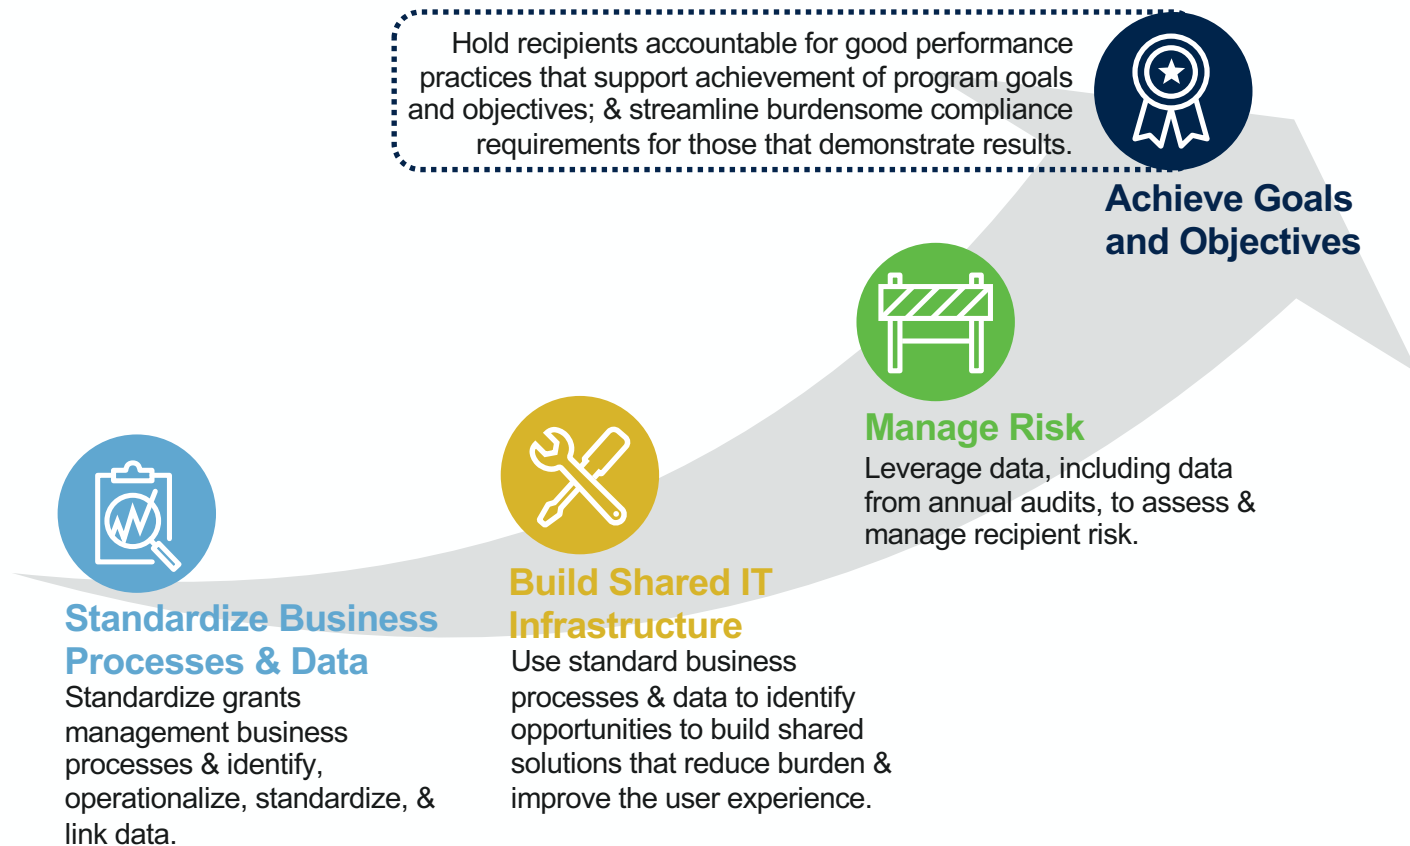 Hold recipients accountable for good performance
practices that support achievement of program goals
and objectives; & streamline burdensome compliance
requirements for those that demonstrate results.
Achieve Goals
and Objectives
Manage Risk
Leverage data, including data
from annual audits, to assess &
manage recipient risk.
Build Shared IT
Infrastructure
Use standard business
processes & data to identify
opportunities to build shared
solutions that reduce burden &
improve the user experience.
Standardize Business
Processes & Data
Standardize grants
management business
processes & identify,
operationalize, standardize, &
link data.